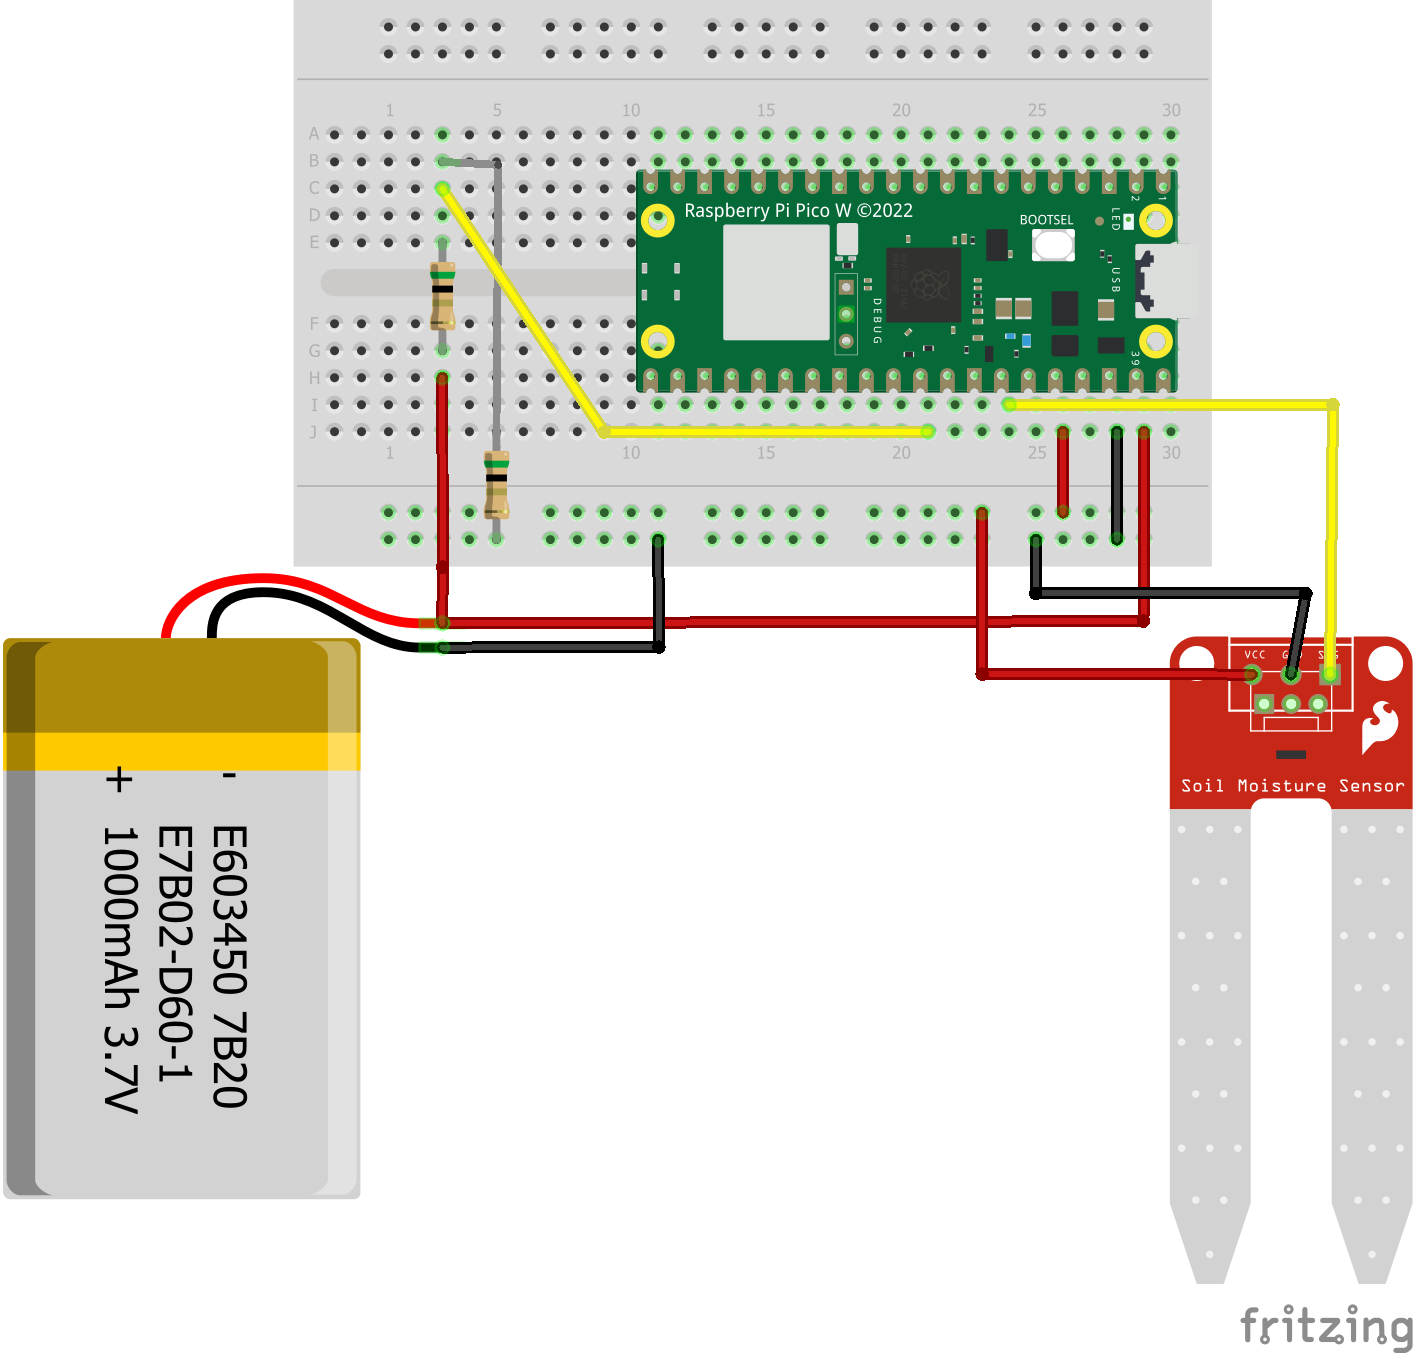 1 5 10 15 20 25 30
A
B
C
D
E
F
G
H
I
J
1 10 15 20 25 30
Raspberry Pi Pico W ©2022
BOOTSEL
LED
2
1
USB
DEBUG
39
VCC
Soil Moisture Sensor
+ -
E603450 7B20
E7B02-D60-1
1000mAh 3.7V
fritzing